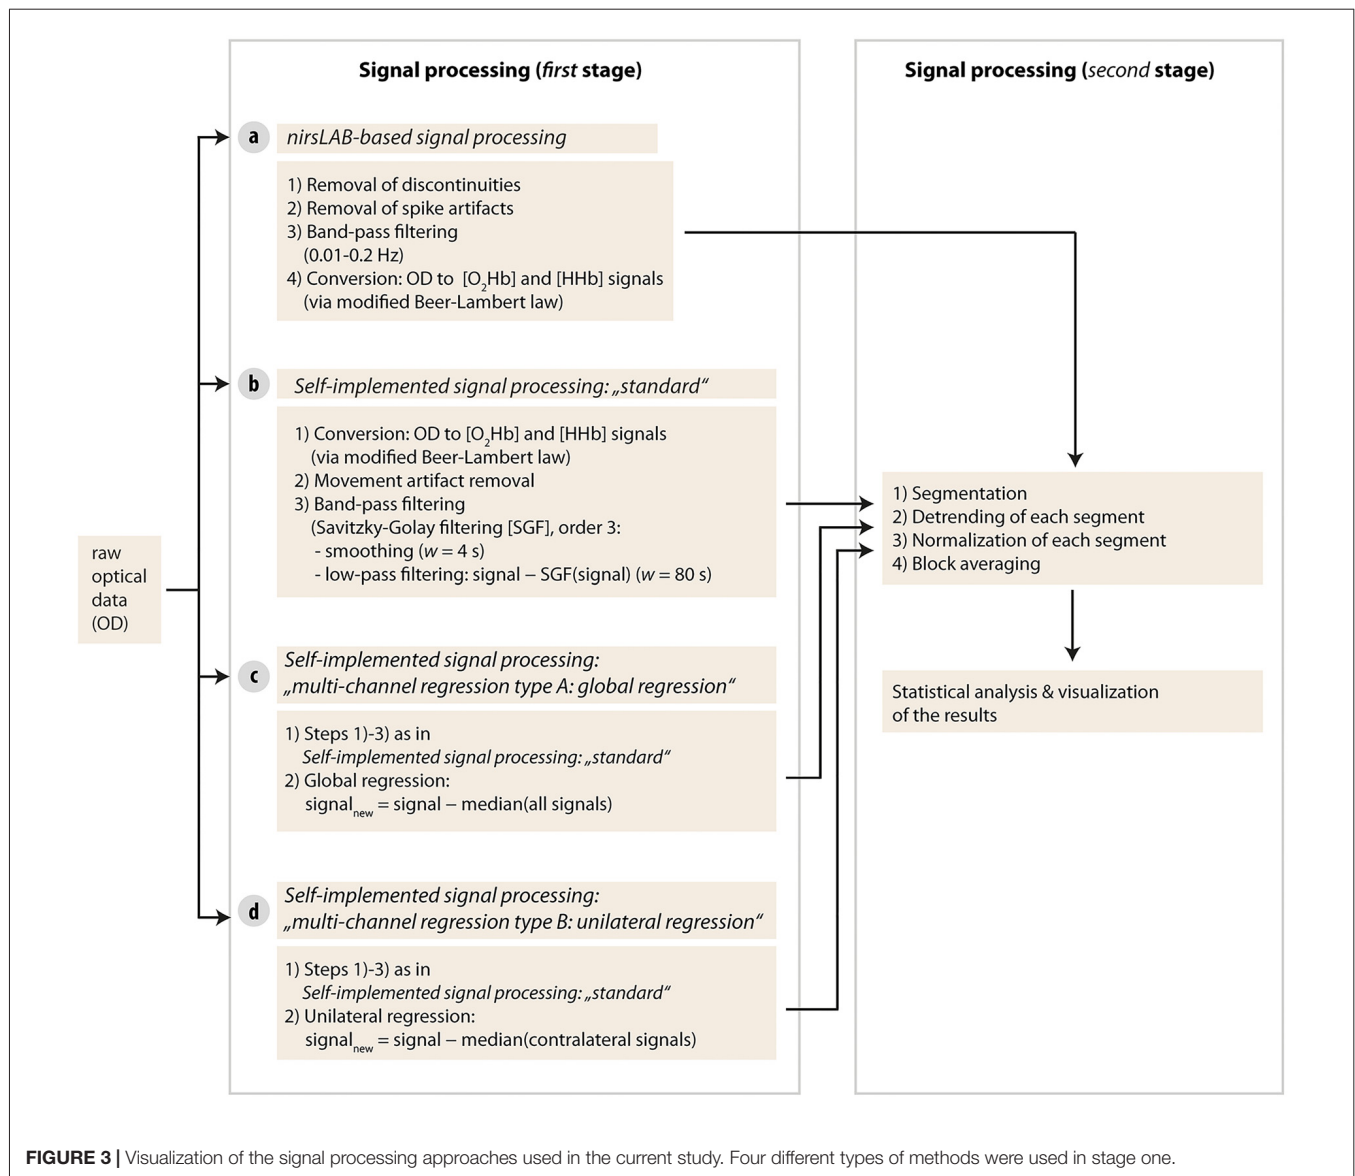 Signal processing (first stage)
a
nirsLAB-based signal processing
1) Removal of discontinuities
2) Removal of spike artifacts
3) Band-pass filtering
(0.01-0.2 Hz)
4) Conversion: OD to [O2Hb] and [HHb] signals
(via modified Beer-Lambert law)
b
Self-implemented signal processing: „standard“
1) Conversion: OD to [O2Hb] and [HHb] signals
(via modified Beer-Lambert law)
2) Movement artifact removal
3) Band-pass filtering
(Savitzky-Golay filtering [SGF], order 3:
- smoothing (w = 4 s)
- low-pass filtering: signal – SGF(signal) (w = 80 s)
raw
optical
data
(OD)
c
Self-implemented signal processing:
„multi-channel regression type A: global regression“
1) Steps 1)-3) as in
Self-implemented signal processing: „standard“
2) Global regression:
signalnew = signal – median(all signals)
d
Self-implemented signal processing:
„multi-channel regression type B: unilateral regression“
1) Steps 1)-3) as in
Self-implemented signal processing: „standard“
2) Unilateral regression:
signalnew = signal – median(contralateral signals)
Signal processing (second stage)
1) Segmentation
2) Detrending of each segment
3) Normalization of each segment
4) Block averaging
Statistical analysis & visualization
of the results
FIGURE 3 | Visualization of the signal processing approaches used in the current study. Four different types of methods were used in stage one.